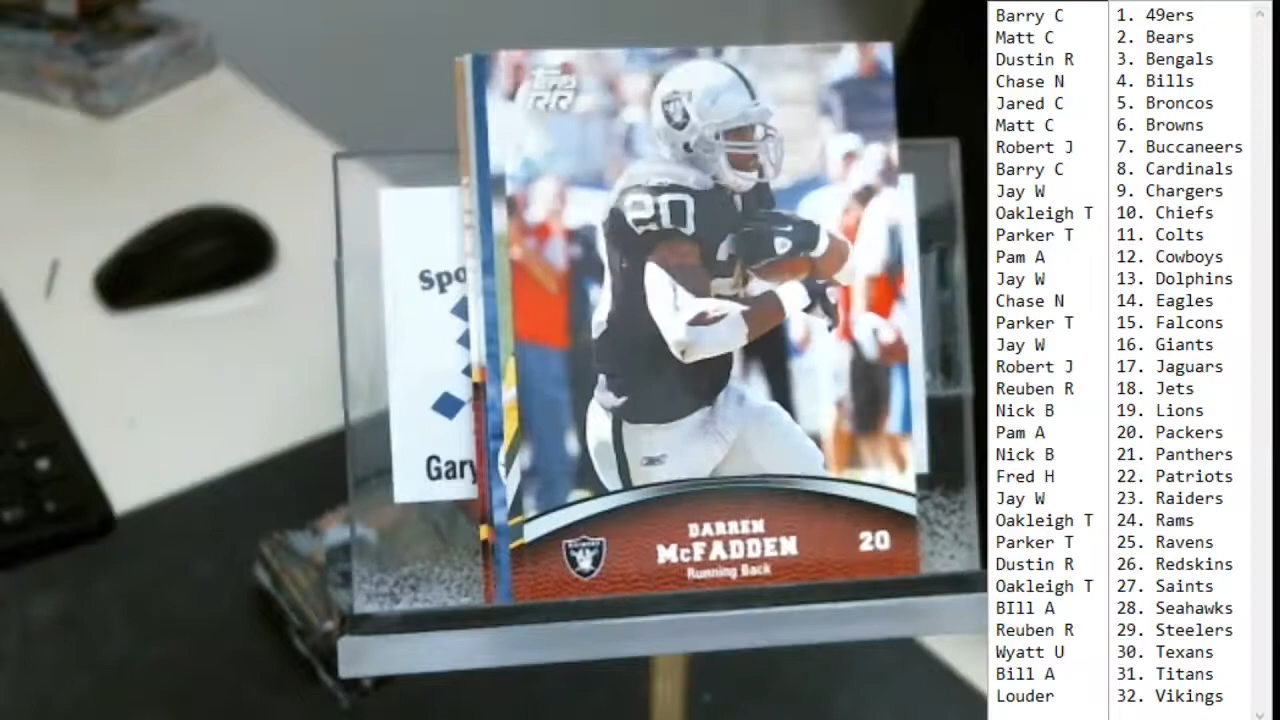 Topps
RR
20
DARREN
McFADDEN
Running Back
20
Spo
Gary
Barry C 1. 49ers
Matt C 2. Bears
Dustin R 3. Bengals
Chase N 4. Bills
Jared C 5. Broncos
Matt C 6. Browns
Robert J 7. Buccaneers
Barry C 8. Cardinals
Jay W 9. Chargers
Oakleigh T 10. Chiefs
Parker T 11. Colts
Pam A 12. Cowboys
Jay W 13. Dolphins
Chase N 14. Eagles
Parker T 15. Falcons
Jay W 16. Giants
Robert J 17. Jaguars
Reuben R 18. Jets
Nick B 19. Lions
Pam A 20. Packers
Nick B 21. Panthers
Fred H 22. Patriots
Jay W 23. Raiders
Oakleigh T 24. Rams
Parker T 25. Ravens
Dustin R 26. Redskins
Oakleigh T 27. Saints
BIll A 28. Seahawks
Reuben R 29. Steelers
Wyatt U 30. Texans
Bill A 31. Titans
Louder 32. Vikings